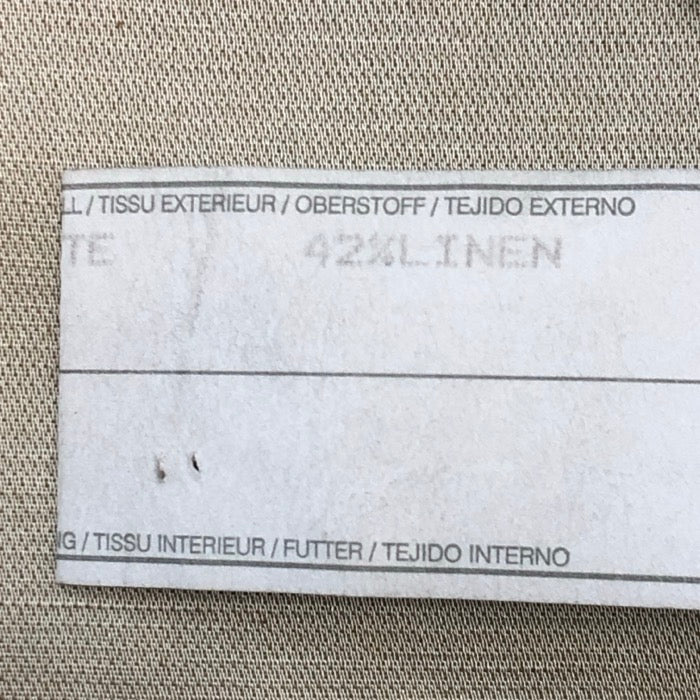 LL / TISSU EXTERIEUR / OBERSTOFF / TEJIDO EXTERNO
TE 42%LINEN
NG / TISSU INTERIEUR / FUTTER / TEJIDO INTERNO